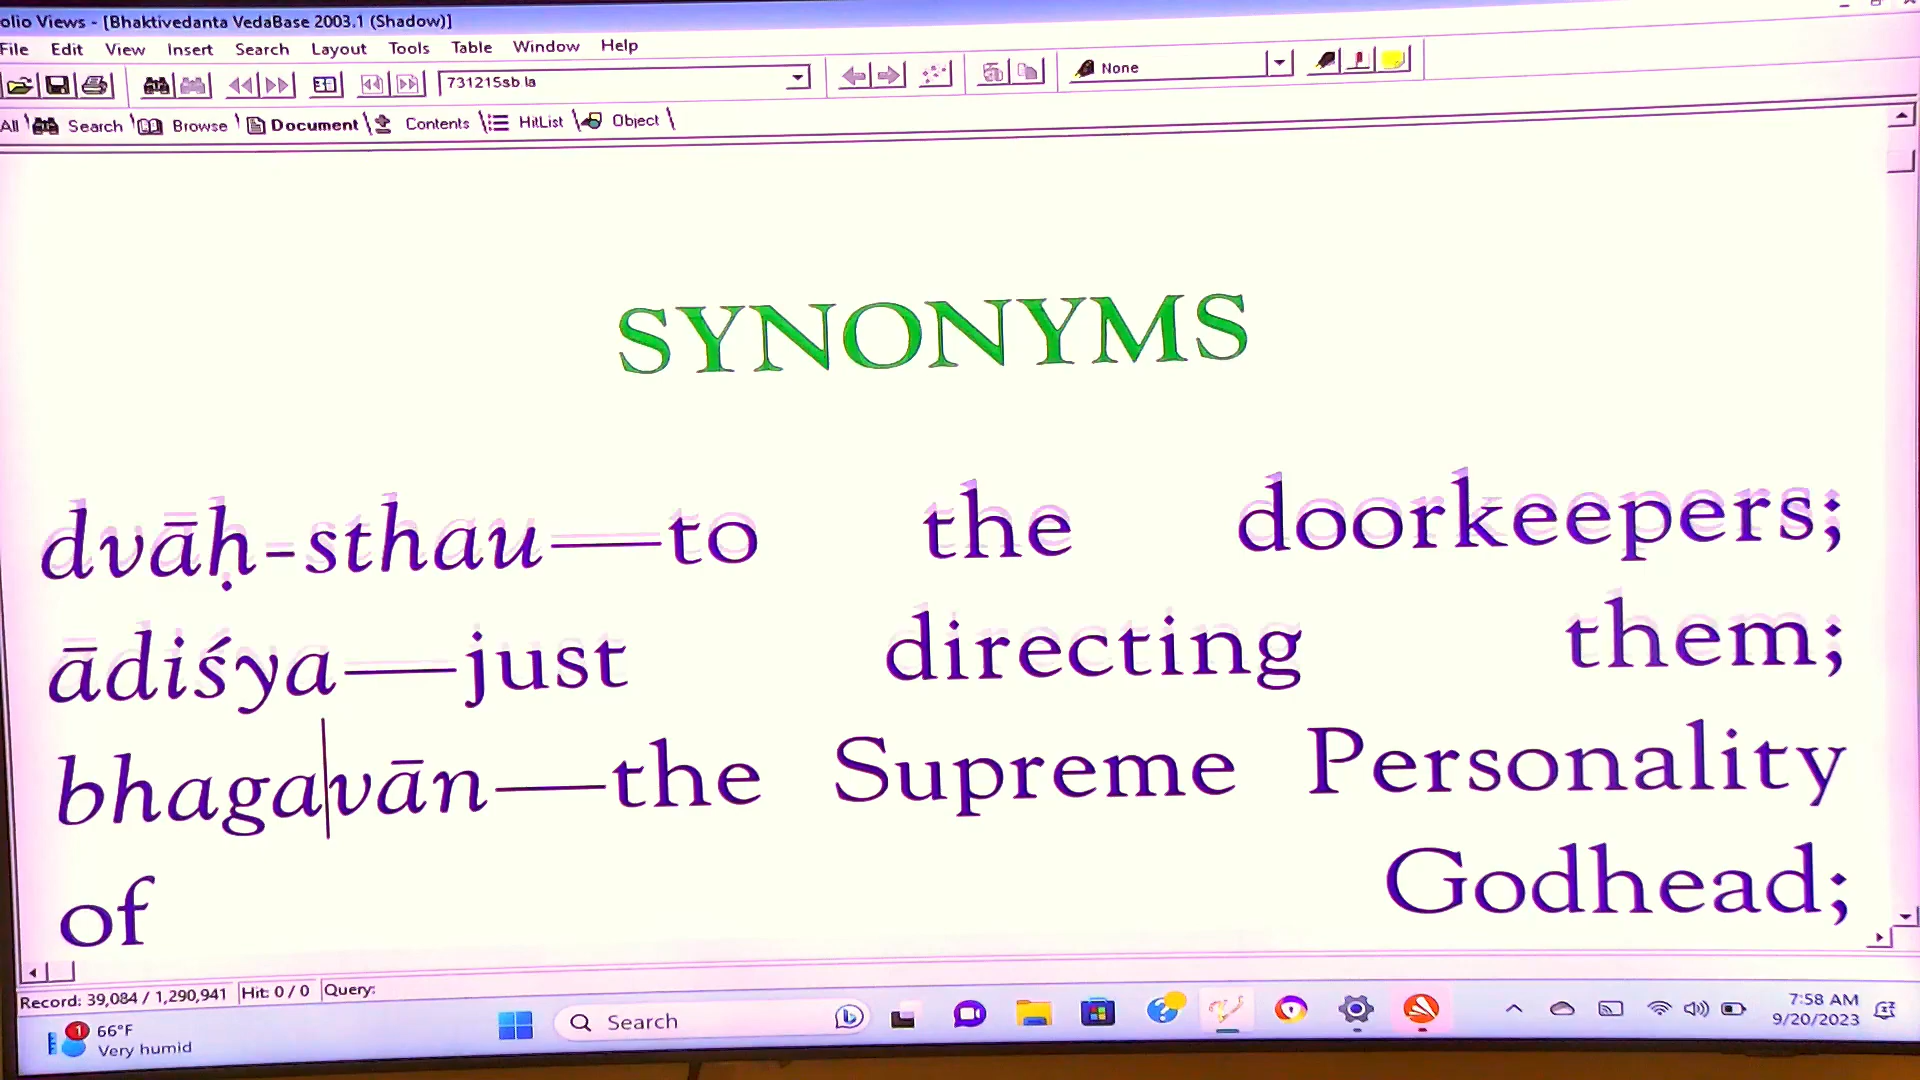 olio Views - [Bhaktivedanta VedaBase 2003.1 (Shadow)]
File Edit View Insert Search Layout Tools Table Window Help
731215sb la None
All Search Browse Document Contents HitList Object
SYNONYMS
dvāḥ-sthau—to the doorkeepers;
ādiśya—just directing them;
bhagavān—the Supreme Personality
of Godhead;
Record: 39,084 / 1,290,941 Hit: 0 / 0 Query:
1 66°F Search 7:58 AM
Very humid 9/20/2023